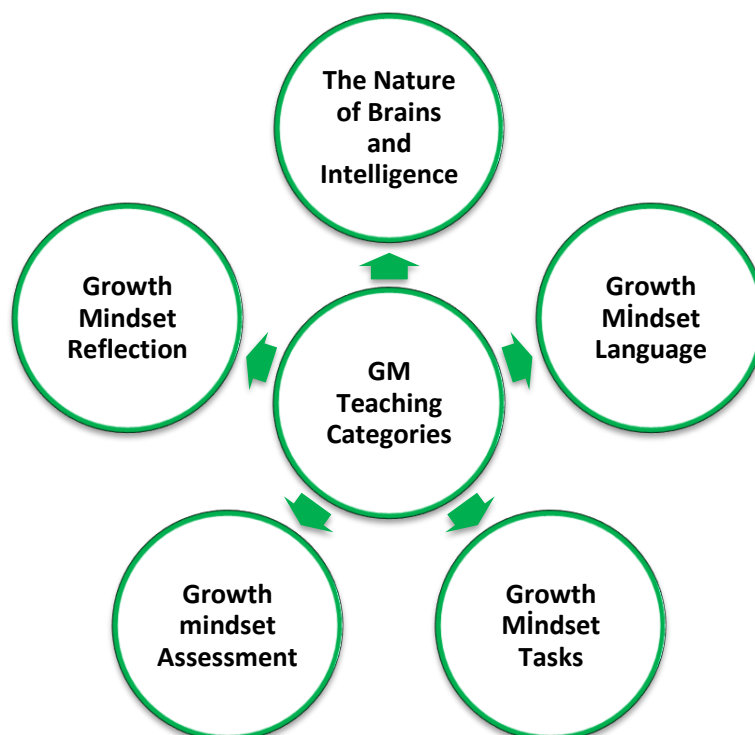 The Nature
of Brains
and
Intelligence
Growth
Mindset
Reflection
Growth
Mİndset
Language
GM
Teaching
Categories
Growth
mindset
Assessment
Growth
Mİndset
Tasks